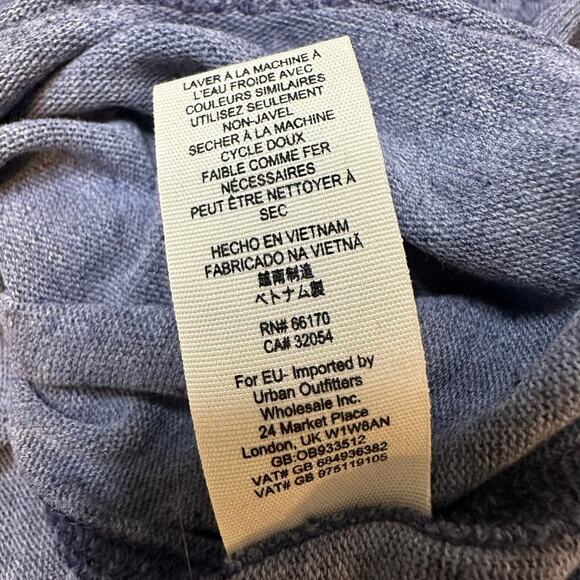 LAVER A LA MACHINE À
L'EAU FROIDE AVEC
COULEURS SIMILAIRES
UTILISEZ SEULEMENT
NON-JAVEL
SECHER À LA MACHINE
CYCLE DOUX
FAIBLE COMME FER
NÉCESSAIRES
PEUT ÊTRE NETTOYER À
SEC
HECHO EN VIETNAM
FABRICADO NA VIETNÃ
越南制造
ベトナム製
RN# 66170
CA# 32054
For EU- Imported by
Urban Outfitters
Wholesale Inc.
24 Market Place
London, UK W1W8AN
GB:OB933512
VAT# GB 684936382
VAT# GB 975119105